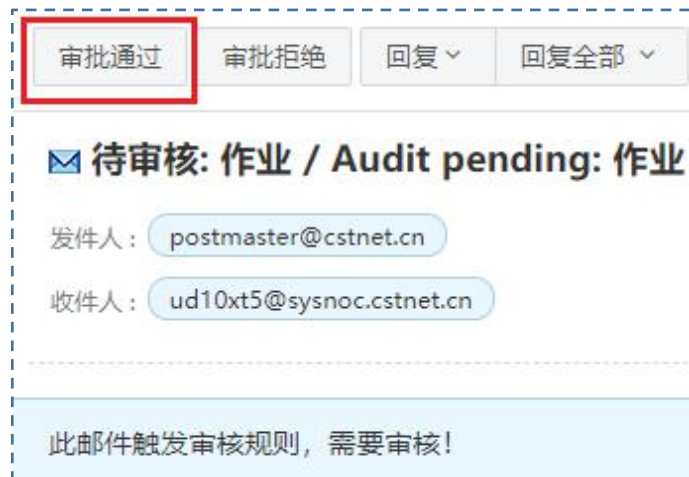 审批通过 审批拒绝 回复 回复全部
待审核: 作业 / Audit pending: 作业
发件人： postmaster@cstnet.cn
收件人： ud10xt5@sysnoc.cstnet.cn
此邮件触发审核规则，需要审核！